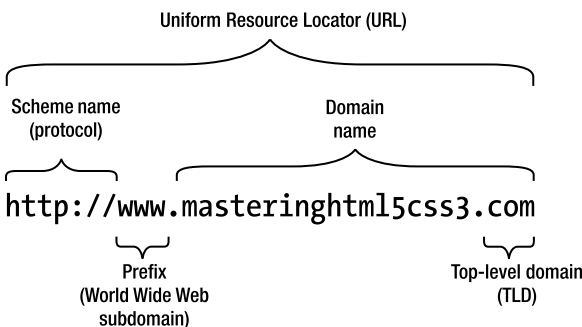 Uniform Resource Locator (URL)
Scheme name
(protocol)
Domain
name
http://www.masteringhtml5css3.com
Prefix
(World Wide Web
subdomain)
Top-level domain
(TLD)